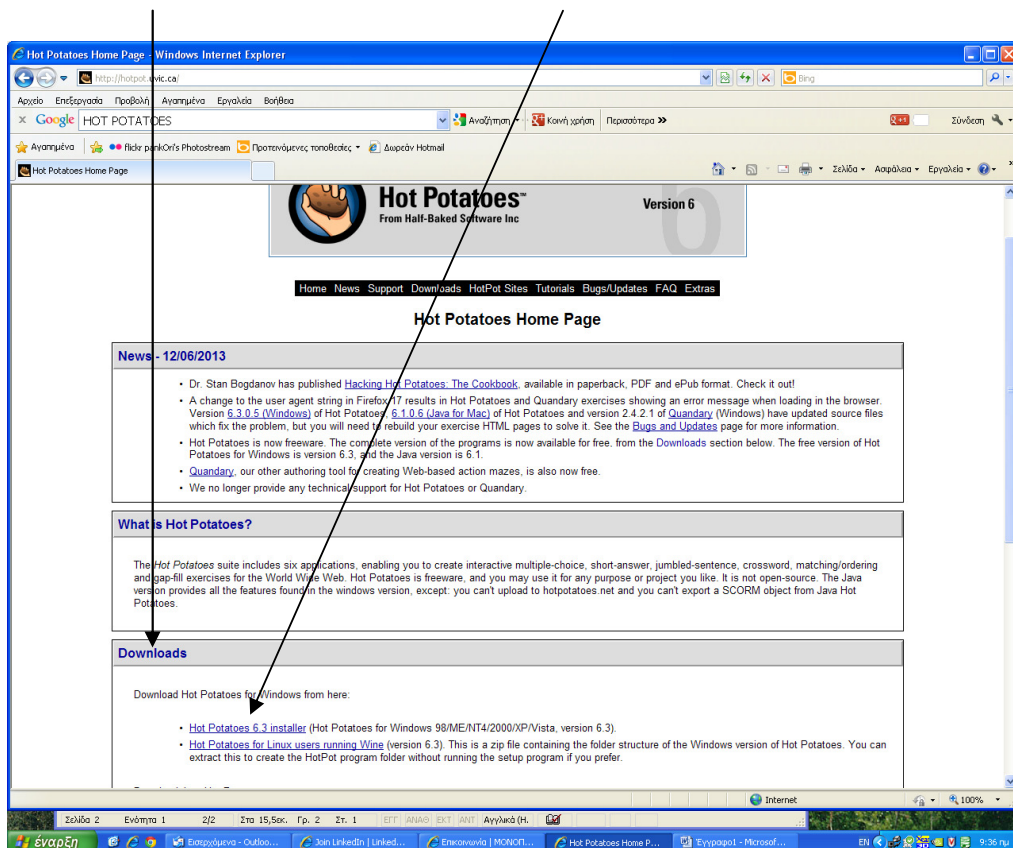 Hot Potatoes Home Page - Windows Internet Explorer
http://hotpot.uvic.ca/
Bing
Αρχείο Επεξεργασία Προβολή Αγαπημένα Εργαλεία Βοήθεια
x Google HOT POTATOES Αναζήτηση Κοινή χρήση Περισσότερα »
Σύνδεση
Αγαπημένα flickr pankOri's Photostream Προτεινόμενες τοποθεσίες Δωρεάν Hotmail
Hot Potatoes Home Page
Σελίδα Ασφάλεια Εργαλεία
Hot Potatoes™
From Half-Baked Software Inc
Version 6
6
Home News Support Downloads HotPot Sites Tutorials Bugs/Updates FAQ Extras
Hot Potatoes Home Page
News - 12/06/2013
• Dr. Stan Bogdanov has published Hacking Hot Potatoes: The Cookbook, available in paperback, PDF and ePub format. Check it out!
• A change to the user agent string in Firefox 17 results in Hot Potatoes and Quandary exercises showing an error message when loading in the browser.
Version 6.3.0.5 (Windows) of Hot Potatoes, 6.1.0.6 (Java for Mac) of Hot Potatoes and version 2.4.2.1 of Quandary (Windows) have updated source files
which fix the problem, but you will need to rebuild your exercise HTML pages to solve it. See the Bugs and Updates page for more information.
• Hot Potatoes is now freeware. The complete version of the programs is now available for free. from the Downloads section below. The free version of Hot
Potatoes for Windows is version 6.3, and the Java version is 6.1.
• Quandary, our other authoring tool for creating Web-based action mazes, is also now free.
• We no longer provide any technical support for Hot Potatoes or Quandary.
What is Hot Potatoes?
The Hot Potatoes suite includes six applications, enabling you to create interactive multiple-choice, short-answer, jumbled-sentence, crossword, matching/ordering
and gap-fill exercises for the World Wide Web. Hot Potatoes is freeware, and you may use it for any purpose or project you like. It is not open-source. The Java
version provides all the features found in the windows version, except: you can't upload to hotpotatoes.net and you can't export a SCORM object from Java Hot
Potatoes.
Downloads
Download Hot Potatoes for Windows from here:
• Hot Potatoes 6.3 installer (Hot Potatoes for Windows 98/ME/NT4/2000/XP/Vista, version 6.3).
• Hot Potatoes for Linux users running Wine (version 6.3). This is a zip file containing the folder structure of the Windows version of Hot Potatoes. You can
extract this to create the HotPot program folder without running the setup program if you prefer.
Internet 100%
Σελίδα 2 Ενότητα 1 2/2 Στα 15,5εκ. Γρ. 2 Στ. 1 ΕΓΓ ΑΝΑΘ ΕΚΤ ΑΝΤ Αγγλικά (Η.
έναρξη Εισερχόμενα - Outloo... Join LinkedIn | Linked... Επικοινωνία | ΜΟΝΟΠ... Hot Potatoes Home P... Έγγραφο1 - Microsof... EN 9:36 πμ